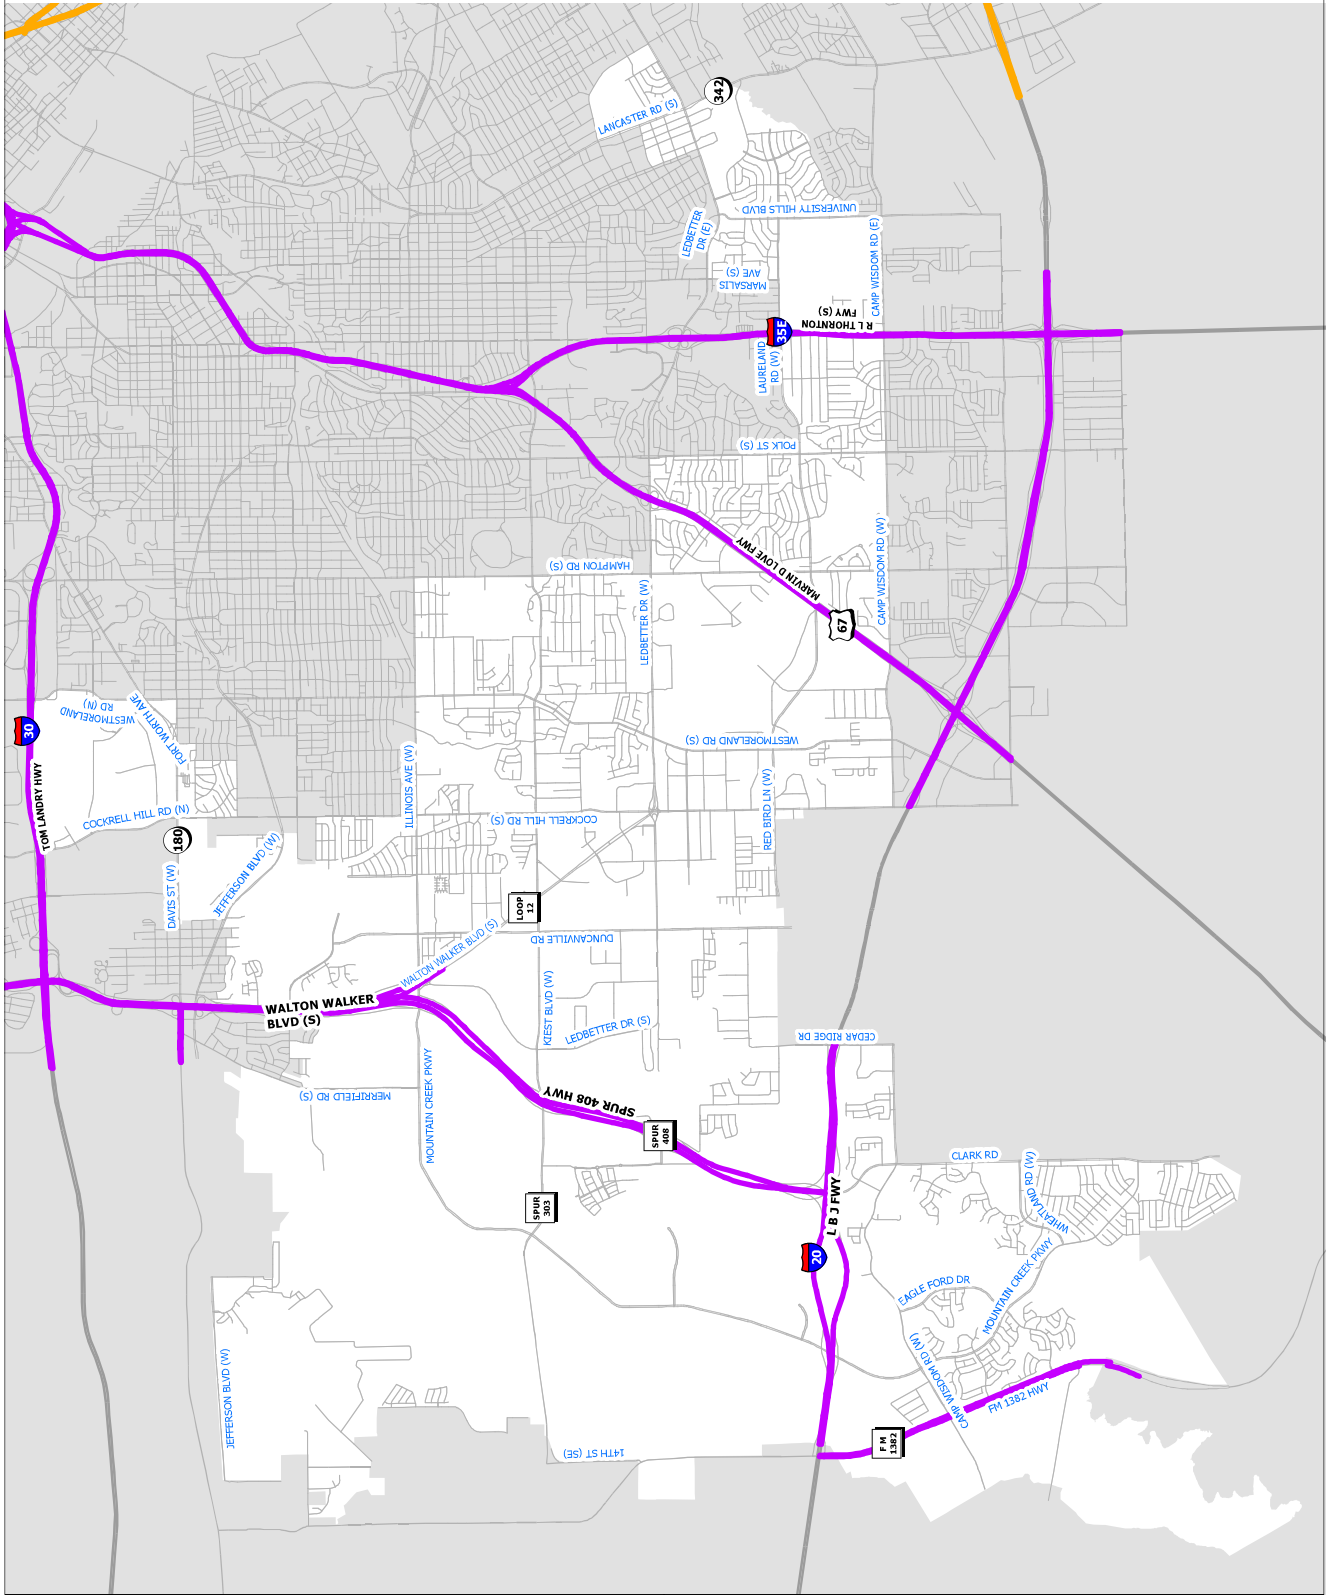 342
LANCASTER RD (S)
UNIVERSITY HILLS BLVD
LEDBETTER
DR (E)
CAMP WISDOM RD (E)
MARSALIS
AVE (S)
R L THORNTON
FWY (S)
35E
LAURELAND
RD (W)
POLK ST (S)
MARVIN D LOVE FWY
CAMP WISDOM RD (W)
HAMPTON RD (S)
LEDBETTER DR (W)
67
WESTMORELAND
RD (N)
FORT WORTH AVE
30
TOM LANDRY HWY
WESTMORELAND RD (S)
ILLINOIS AVE (W)
RED BIRD LN (W)
COCKRELL HILL RD (N)
COCKRELL HILL RD (S)
180
JEFFERSON BLVD (W)
DAVIS ST (W)
LOOP
12
WALTON WALKER BLVD (S)
DUNCANVILLE RD
WALTON WALKER
BLVD (S)
KIEST BLVD (W)
LEDBETTER DR (S)
CEDAR RIDGE DR
MERRIFIELD RD (S)
MOUNTAIN CREEK PKWY
SPUR 408 HWY
SPUR
408
CLARK RD
WHEATLAND RD (W)
SPUR
303
L B J FWY
20
MOUNTAIN CREEK PKWY
EAGLE FORD DR
CAMP WISDOM RD (W)
JEFFERSON BLVD (W)
FM 1382 HWY
F M
1382
14TH ST (SE)